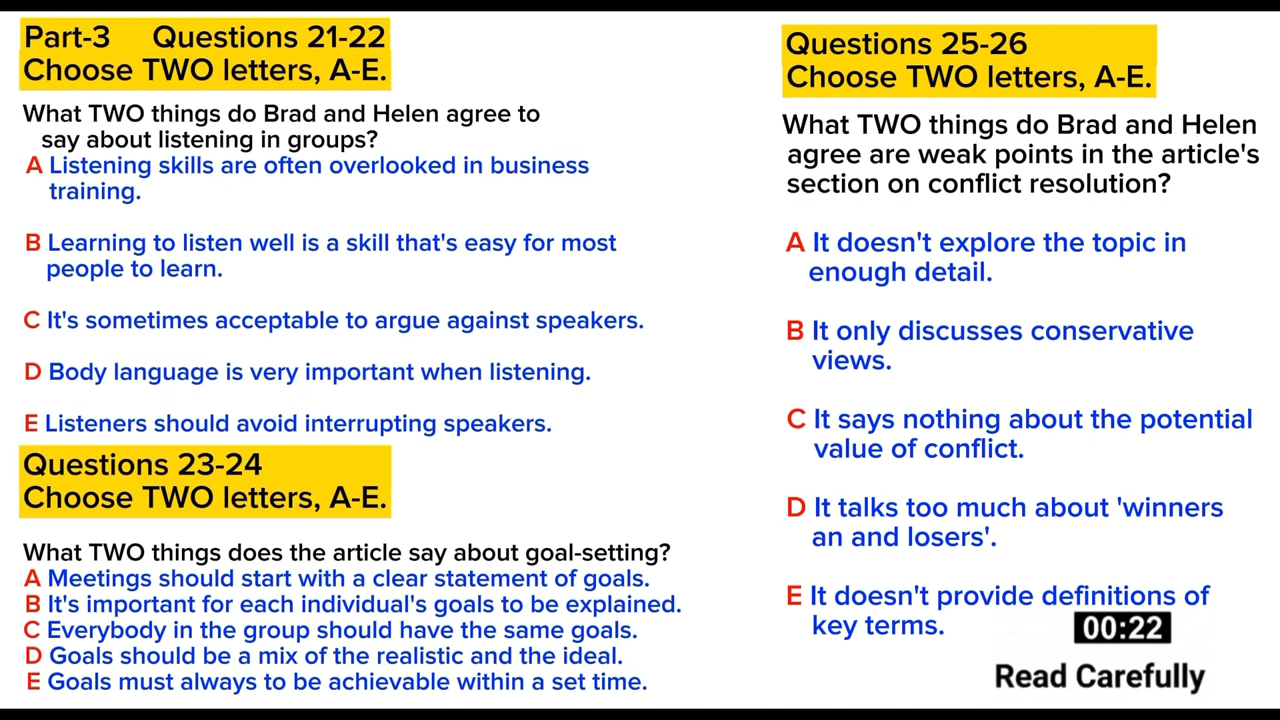 Part-3 Questions 21-22
Choose TWO letters, A-E.
What TWO things do Brad and Helen agree to
say about listening in groups?
A Listening skills are often overlooked in business
training.
B Learning to listen well is a skill that's easy for most
people to learn.
C It's sometimes acceptable to argue against speakers.
D Body language is very important when listening.
E Listeners should avoid interrupting speakers.
Questions 23-24
Choose TWO letters, A-E.
What TWO things does the article say about goal-setting?
A Meetings should start with a clear statement of goals.
B It's important for each individual's goals to be explained.
C Everybody in the group should have the same goals.
D Goals should be a mix of the realistic and the ideal.
E Goals must always to be achievable within a set time.
Questions 25-26
Choose TWO letters, A-E.
What TWO things do Brad and Helen
agree are weak points in the article's
section on conflict resolution?
A It doesn't explore the topic in
enough detail.
B It only discusses conservative
views.
C It says nothing about the potential
value of conflict.
D It talks too much about 'winners
an and losers'.
E It doesn't provide definitions of
key terms.
00:22
Read Carefully